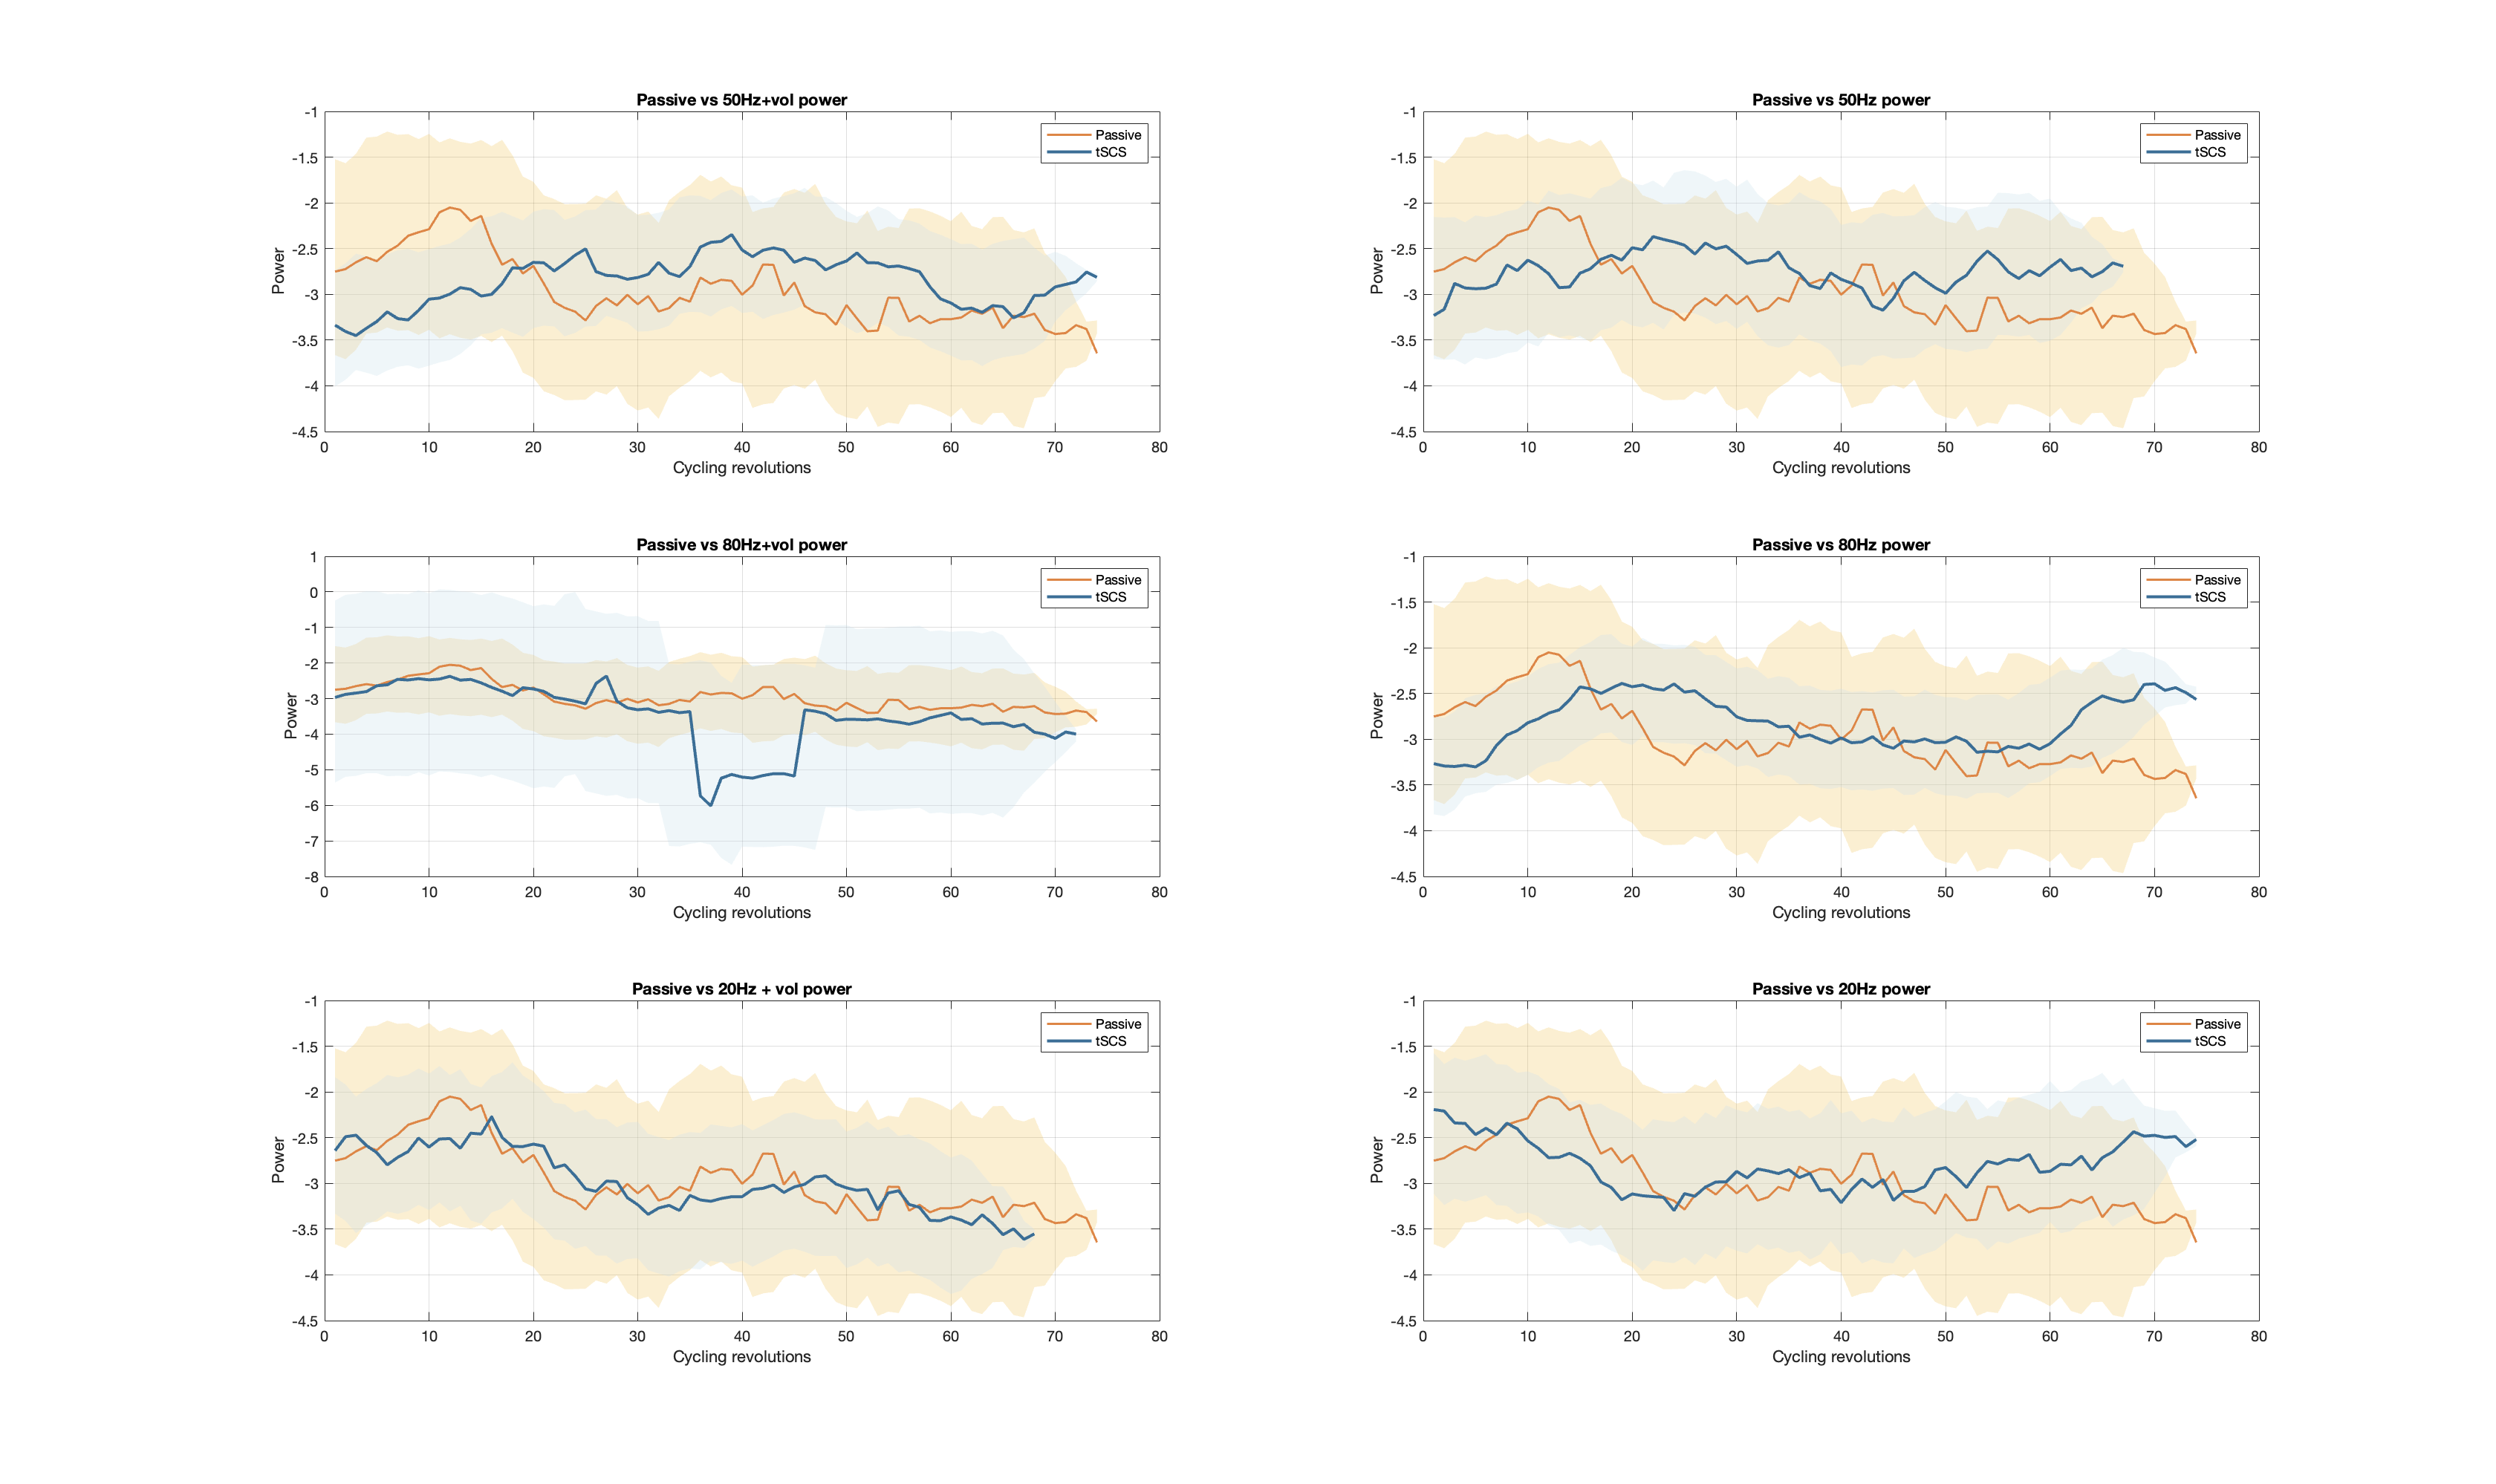 Passive vs 50Hz+vol power
-1
-1.5
-2
-2.5
-3
-3.5
-4
-4.5
Power
0 10 20 30 40 50 60 70 80
Cycling revolutions
Passive
tSCS
Passive vs 50Hz power
-1
-1.5
-2
-2.5
-3
-3.5
-4
-4.5
Power
0 10 20 30 40 50 60 70 80
Cycling revolutions
Passive
tSCS
Passive vs 80Hz+vol power
1
0
-1
-2
-3
-4
-5
-6
-7
-8
Power
0 10 20 30 40 50 60 70 80
Cycling revolutions
Passive
tSCS
Passive vs 80Hz power
-1
-1.5
-2
-2.5
-3
-3.5
-4
-4.5
Power
0 10 20 30 40 50 60 70 80
Cycling revolutions
Passive
tSCS
Passive vs 20Hz + vol power
-1
-1.5
-2
-2.5
-3
-3.5
-4
-4.5
Power
0 10 20 30 40 50 60 70 80
Cycling revolutions
Passive
tSCS
Passive vs 20Hz power
-1
-1.5
-2
-2.5
-3
-3.5
-4
-4.5
Power
0 10 20 30 40 50 60 70 80
Cycling revolutions
Passive
tSCS